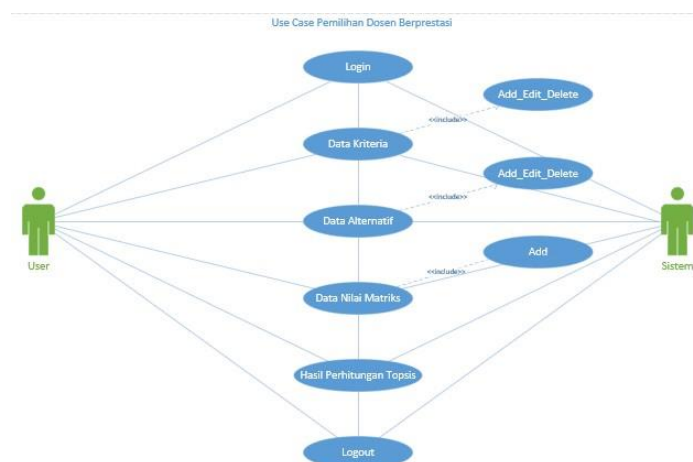 Use Case Pemilihan Dosen Berprestasi
Login
Add_Edit_Delete
<<include>>
Data Kriteria
Add_Edit_Delete
<<include>>
Data Alternatif
User
Sistem
Add
<<include>>
Data Nilai Matriks
Hasil Perhitungan Topsis
Logout